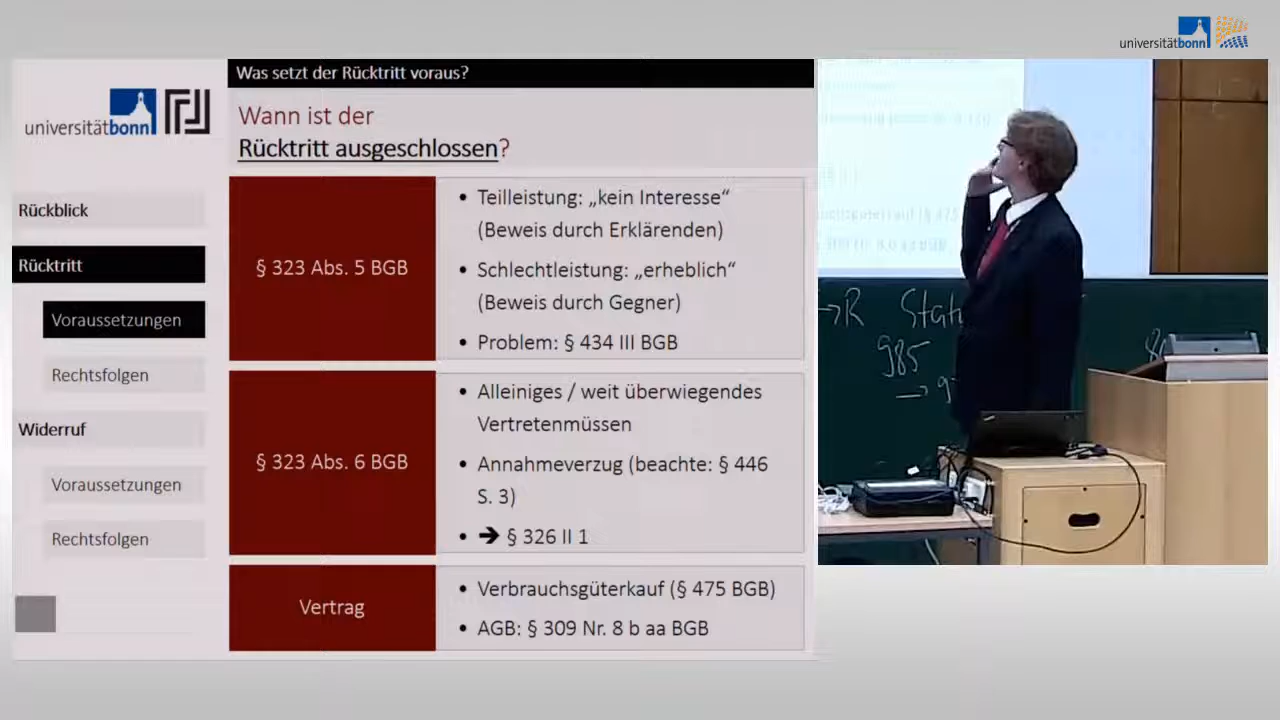 universitätbonn
Was setzt der Rücktritt voraus?
universitätbonn
Wann ist der
Rücktritt ausgeschlossen?
Rückblick
Rücktritt
Voraussetzungen
Rechtsfolgen
Widerruf
Voraussetzungen
Rechtsfolgen
§ 323 Abs. 5 BGB
• Teilleistung: „kein Interesse“
(Beweis durch Erklärenden)
• Schlechtleistung: „erheblich“
(Beweis durch Gegner)
• Problem: § 434 III BGB
§ 323 Abs. 6 BGB
• Alleiniges / weit überwiegendes
Vertretenmüssen
• Annahmeverzug (beachte: § 446
S. 3)
• ➔ § 326 II 1
Vertrag
• Verbrauchsgüterkauf (§ 475 BGB)
• AGB: § 309 Nr. 8 b aa BGB
→R
985